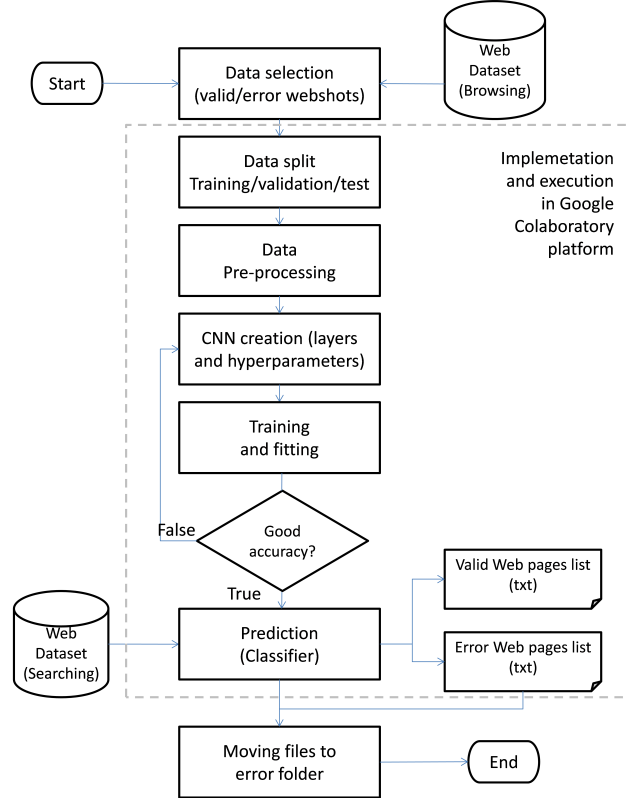 Start
Data selection
(valid/error webshots)
Web
Dataset
(Browsing)
Data split
Training/validation/test
Implemetation
and execution
in Google
Colaboratory
platform
Data
Pre-processing
CNN creation (layers
and hyperparameters)
Training
and fitting
False
Good
accuracy?
True
Valid Web pages list
(txt)
Web
Dataset
(Searching)
Prediction
(Classifier)
Error Web pages list
(txt)
Moving files to
error folder
End